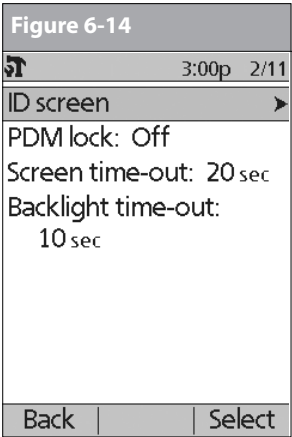 Figure 6-14
3:00p 2/11
ID screen
PDM lock: Off
Screen time-out: 20 sec
Backlight time-out:
10 sec
Back Select